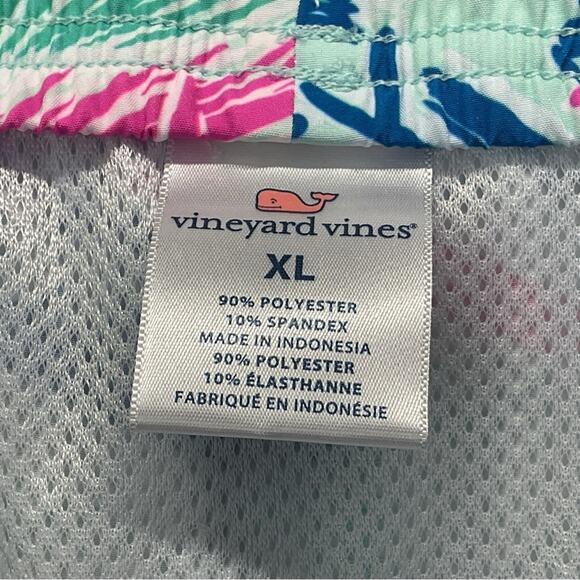 vineyard vines®
XL
90% POLYESTER
10% SPANDEX
MADE IN INDONESIA
90% POLYESTER
10% ÉLASTHANNE
FABRIQUÉ EN INDONÉSIE